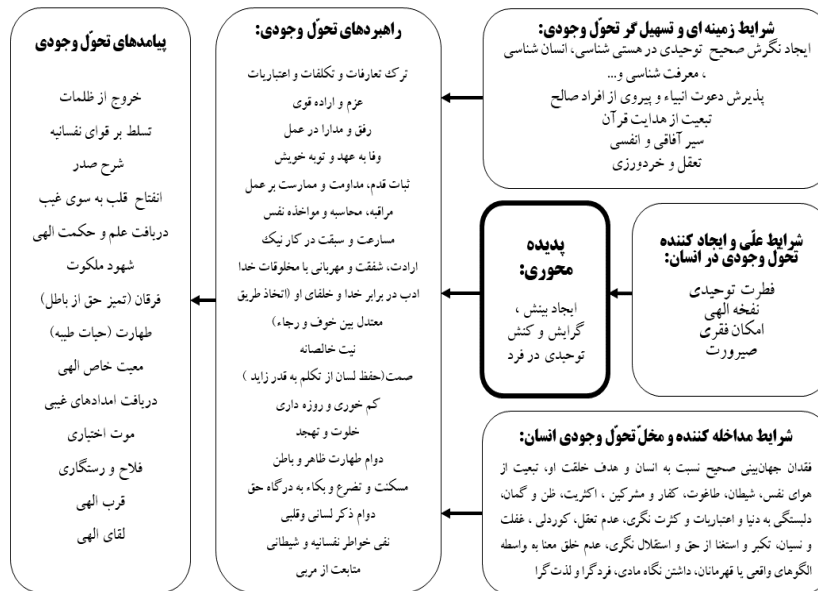 شرایط زمینه ای و تسهیل گر تحوّل وجودی:
ایجاد نگرش صحیح توحیدی در هستی شناسی، انسان شناسی
، معرفت شناسی و...
پذیرش دعوت انبیاء و پیروی از افراد صالح
تبعیت از هدایت قرآن
سیر آفاقی و انفسی
تعقل و خردورزی
شرایط علّی و ایجاد کننده
تحول وجودی در انسان:
فطرت توحیدی
نفخه الهی
امکان فقری
صیرورت
پدیده
محوری:
ایجاد بینش ،
گرایش و کنش
توحیدی در فرد
شرایط مداخله کننده و مخلّ تحوّل وجودی انسان:
فقدان جهان‌بینی صحیح نسبت به انسان و هدف خلقت او، تبعیت از
هوای نفس، شیطان، طاغوت، کفار و مشرکین ، اکثریت، ظن و گمان،
دلبستگی به دنیا و اعتباریات و کثرت نگری، عدم تعقل، کوردلی ، غفلت
و نسیان، تکبر و استغنا از حق و استقلال نگری، عدم خلق معنا به واسطه
الگوهای واقعی یا قهرمانان، داشتن نگاه مادی، فردگرا و لذت گرا
راهبردهای تحوّل وجودی:
ترک تعارفات و تکلفات و اعتباریات
عزم و اراده قوی
رفق و مدارا در عمل
وفا به عهد و توبه خویش
ثبات قدم، مداومت و ممارست بر عمل
مراقبه، محاسبه و مواخذه نفس
مسارعت و سبقت در کار نیک
ارادت، شفقت و مهربانی با مخلوقات خدا
ادب در برابر خدا و خلفای او (اتخاذ طریق
معتدل بین خوف و رجاء)
نیت خالصانه
صمت(حفظ لسان از تکلم به قدر زاید )
کم خوری و روزه داری
خلوت و تهجد
دوام طهارت ظاهر و باطن
مسکنت و تضرع و بکاء به درگاه حق
دوام ذکر لسانی وقلبی
نفی خواطر نفسانیه و شیطانی
متابعت از مربی
پیامدهای تحوّل وجودی
خروج از ظلمات
تسلط بر قوای نفسانیه
شرح صدر
انفتاح قلب به سوی غیب
دریافت علم و حکمت الهی
شهود ملکوت
فرقان (تمیز حق از باطل)
طهارت (حیات طیبه)
معیت خاص الهی
دریافت امدادهای غیبی
موت اختیاری
فلاح و رستگاری
قرب الهی
لقای الهی